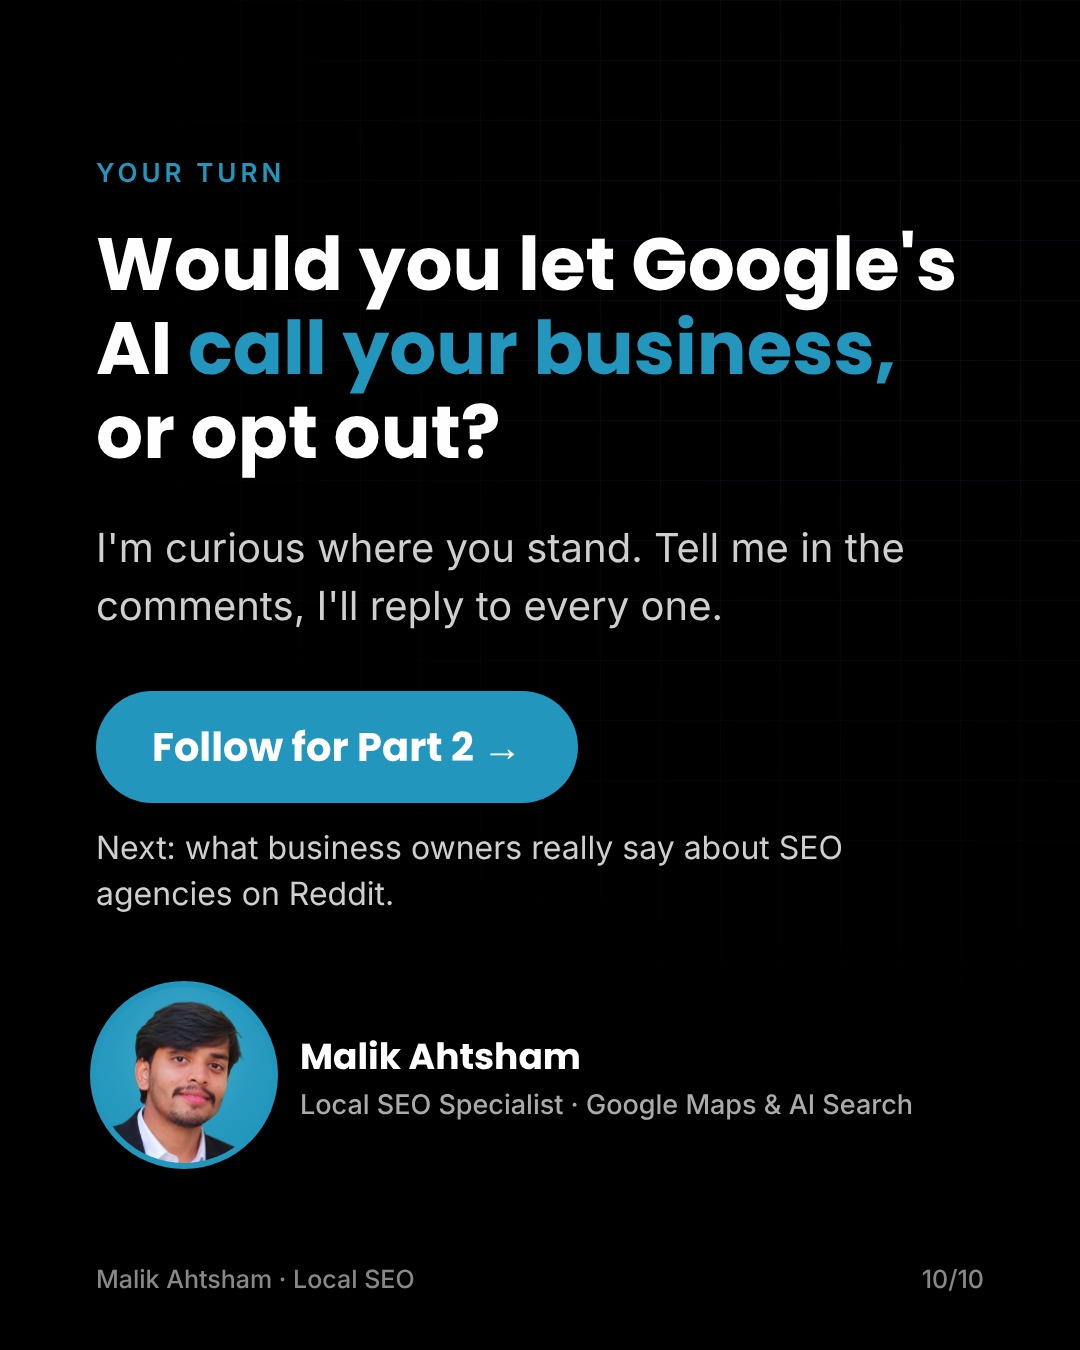 YOUR TURN
Would you let Google's
AI call your business,
or opt out?
I'm curious where you stand. Tell me in the
comments, I'll reply to every one.
Follow for Part 2 →
Next: what business owners really say about SEO
agencies on Reddit.
Malik Ahtsham
Local SEO Specialist · Google Maps & AI Search
Malik Ahtsham · Local SEO
10/10